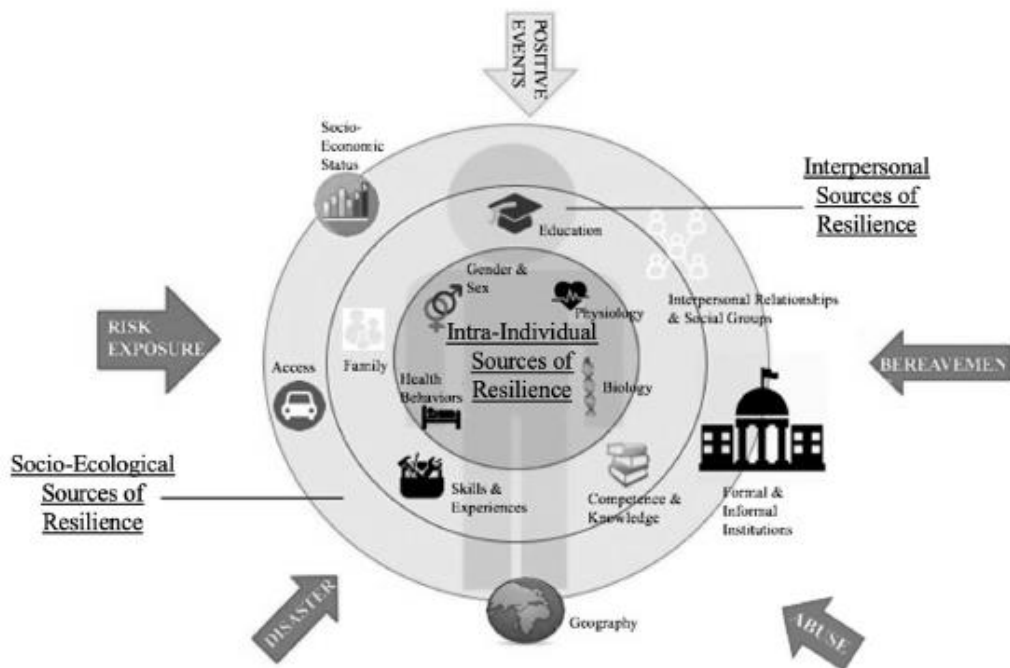 POSITIVE
EVENTS
Socio-
Economic
Status
Interpersonal
Sources of
Resilience
Education
Gender &
Sex
Physiology
Interpersonal Relationships
& Social Groups
RISK
EXPOSURE
Intra-Individual
Sources of
Resilience
Access
Family
Health
Behaviors
Biology
BEREAVEMEN
Socio-Ecological
Sources of
Resilience
Skills &
Experiences
Competence &
Knowledge
Formal &
Informal
Institutions
DISASTER
Geography
ABUSE